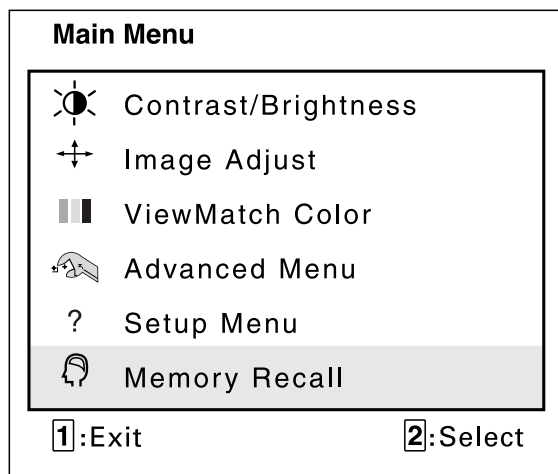 Main Menu
Contrast/Brightness
Image Adjust
ViewMatch Color
Advanced Menu
? Setup Menu
Memory Recall
1:Exit 2:Select